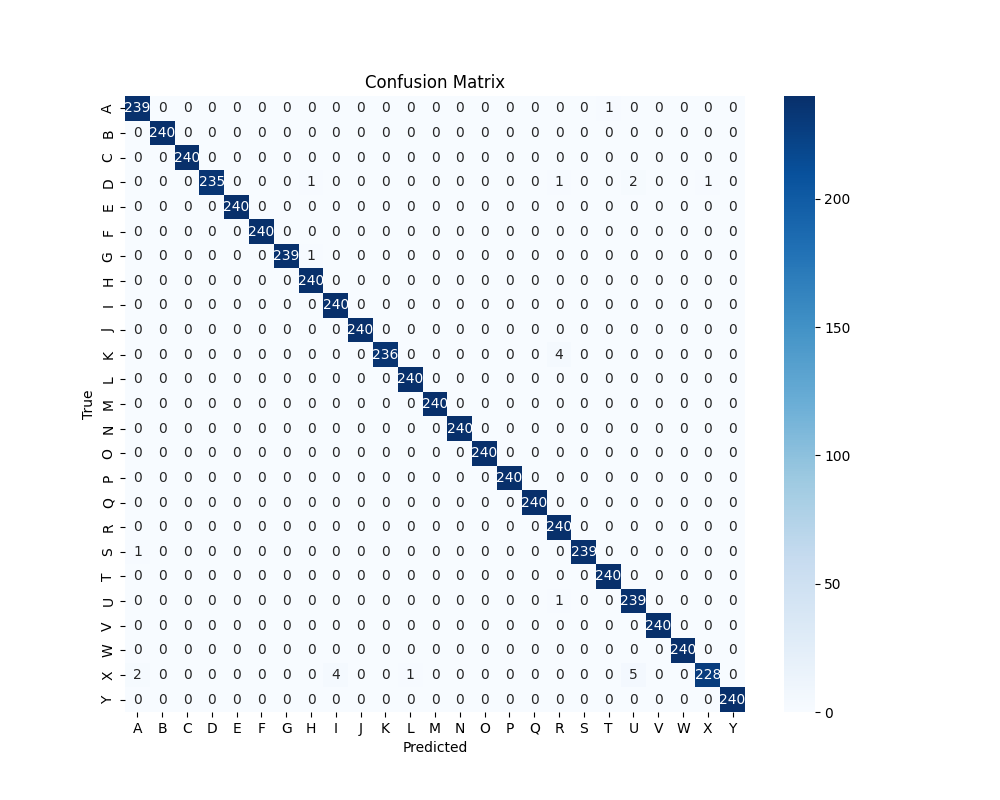 Confusion Matrix
A 239 0 0 0 0 0 0 0 0 0 0 0 0 0 0 0 0 0 0 1 0 0 0 0 0
B 0 240 0 0 0 0 0 0 0 0 0 0 0 0 0 0 0 0 0 0 0 0 0 0 0
C 0 0 240 0 0 0 0 0 0 0 0 0 0 0 0 0 0 0 0 0 0 0 0 0 0
D 0 0 0 235 0 0 0 1 0 0 0 0 0 0 0 0 0 1 0 0 2 0 0 1 0
E 0 0 0 0 240 0 0 0 0 0 0 0 0 0 0 0 0 0 0 0 0 0 0 0 0
F 0 0 0 0 0 240 0 0 0 0 0 0 0 0 0 0 0 0 0 0 0 0 0 0 0
G 0 0 0 0 0 0 239 1 0 0 0 0 0 0 0 0 0 0 0 0 0 0 0 0 0
H 0 0 0 0 0 0 0 240 0 0 0 0 0 0 0 0 0 0 0 0 0 0 0 0 0
I 0 0 0 0 0 0 0 0 240 0 0 0 0 0 0 0 0 0 0 0 0 0 0 0 0
J 0 0 0 0 0 0 0 0 0 240 0 0 0 0 0 0 0 0 0 0 0 0 0 0 0
K 0 0 0 0 0 0 0 0 0 0 236 0 0 0 0 0 0 4 0 0 0 0 0 0 0
L 0 0 0 0 0 0 0 0 0 0 0 240 0 0 0 0 0 0 0 0 0 0 0 0 0
M 0 0 0 0 0 0 0 0 0 0 0 0 240 0 0 0 0 0 0 0 0 0 0 0 0
N 0 0 0 0 0 0 0 0 0 0 0 0 0 240 0 0 0 0 0 0 0 0 0 0 0
O 0 0 0 0 0 0 0 0 0 0 0 0 0 0 240 0 0 0 0 0 0 0 0 0 0
P 0 0 0 0 0 0 0 0 0 0 0 0 0 0 0 240 0 0 0 0 0 0 0 0 0
Q 0 0 0 0 0 0 0 0 0 0 0 0 0 0 0 0 240 0 0 0 0 0 0 0 0
R 0 0 0 0 0 0 0 0 0 0 0 0 0 0 0 0 0 240 0 0 0 0 0 0 0
S 1 0 0 0 0 0 0 0 0 0 0 0 0 0 0 0 0 0 239 0 0 0 0 0 0
T 0 0 0 0 0 0 0 0 0 0 0 0 0 0 0 0 0 0 0 240 0 0 0 0 0
U 0 0 0 0 0 0 0 0 0 0 0 0 0 0 0 0 0 1 0 0 239 0 0 0 0
V 0 0 0 0 0 0 0 0 0 0 0 0 0 0 0 0 0 0 0 0 0 240 0 0 0
W 0 0 0 0 0 0 0 0 0 0 0 0 0 0 0 0 0 0 0 0 0 0 240 0 0
X 2 0 0 0 0 0 0 0 4 0 0 1 0 0 0 0 0 0 0 0 5 0 0 228 0
Y 0 0 0 0 0 0 0 0 0 0 0 0 0 0 0 0 0 0 0 0 0 0 0 0 240
A B C D E F G H I J K L M N O P Q R S T U V W X Y
Predicted
True
200
150
100
50
0